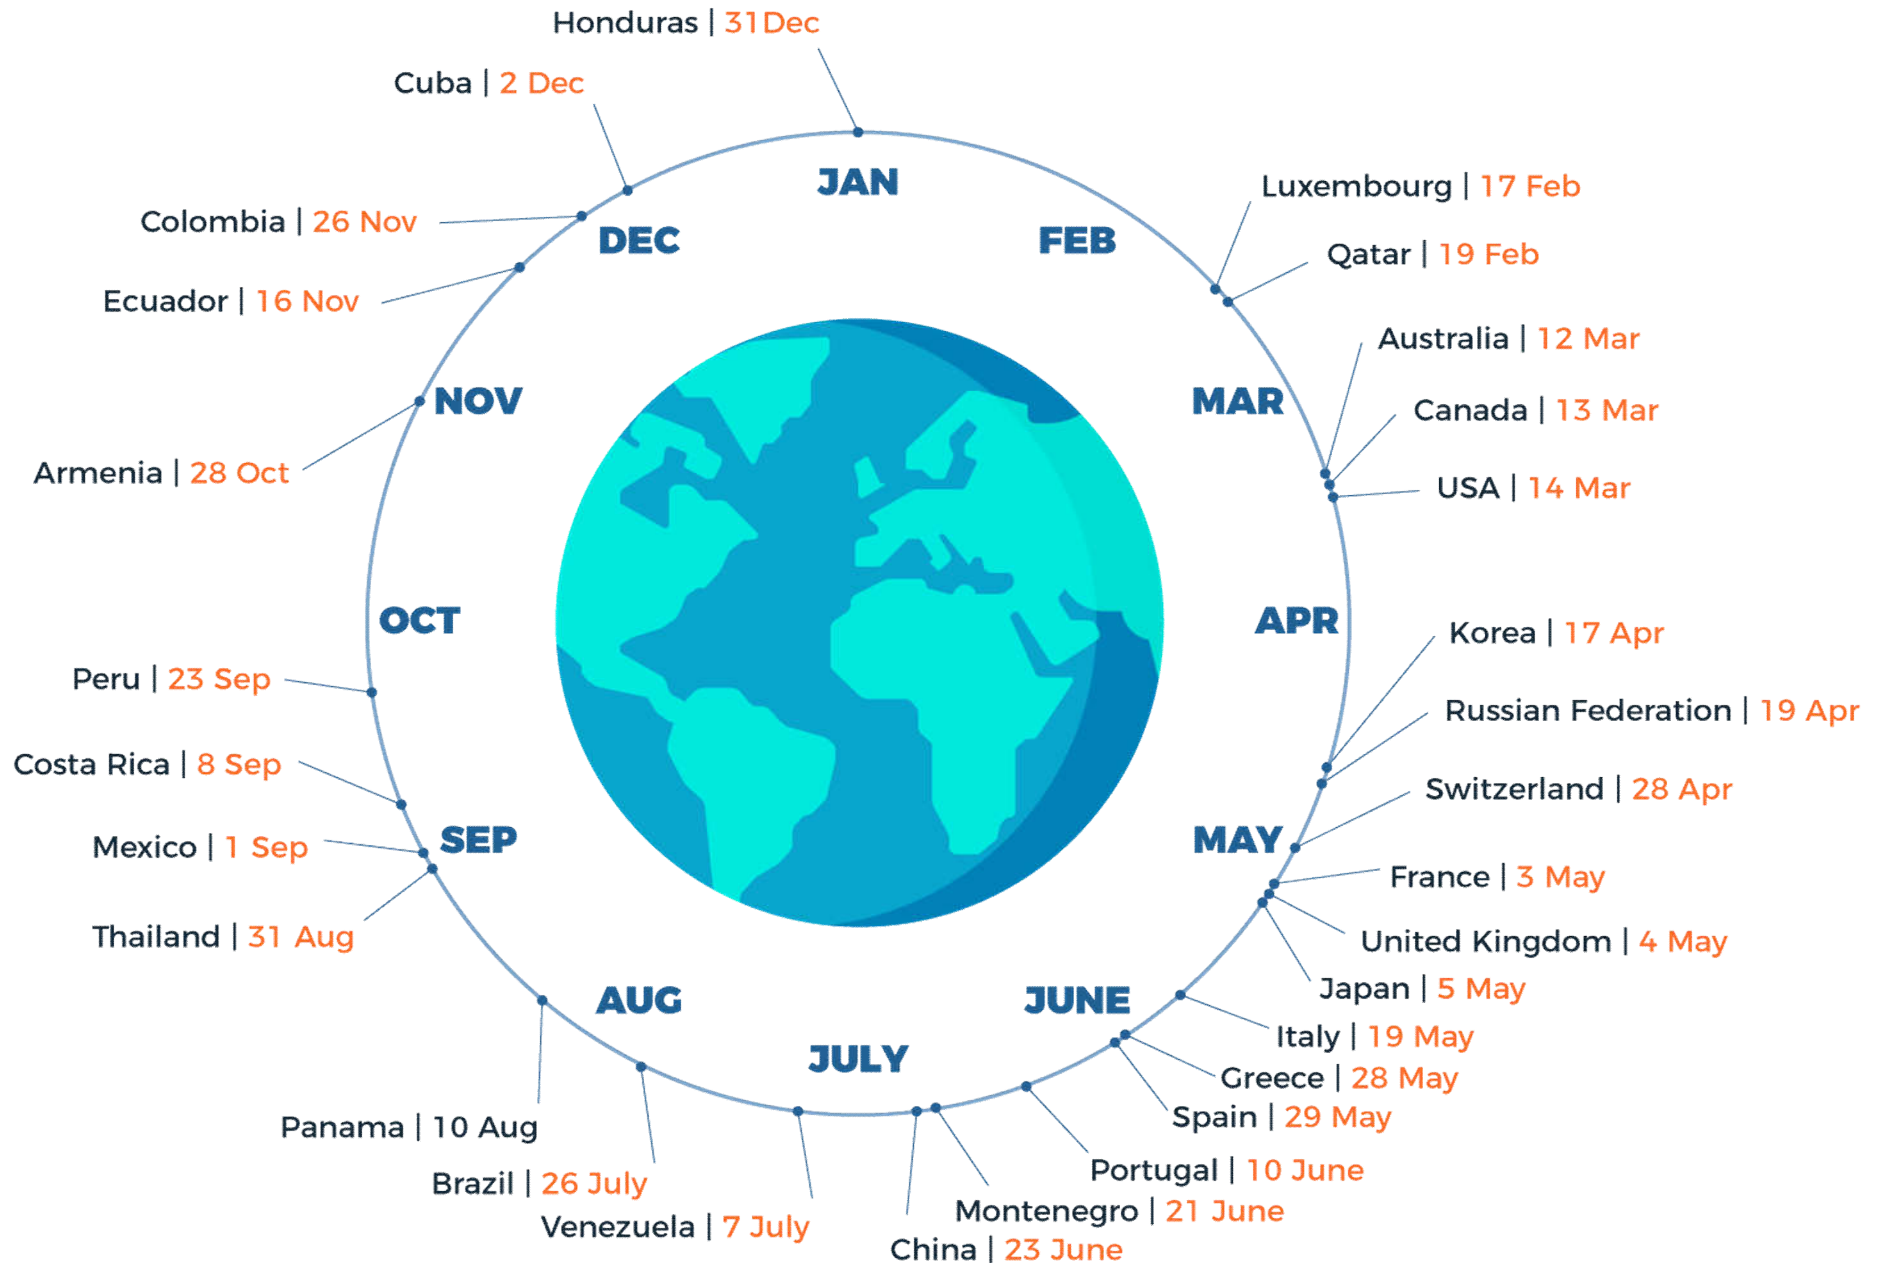 Honduras | 31Dec
Cuba | 2 Dec
JAN
Luxembourg | 17 Feb
Colombia | 26 Nov
DEC
FEB
Qatar | 19 Feb
Ecuador | 16 Nov
Australia | 12 Mar
NOV
MAR
Canada | 13 Mar
Armenia | 28 Oct
USA | 14 Mar
OCT
APR
Korea | 17 Apr
Peru | 23 Sep
Russian Federation | 19 Apr
Costa Rica | 8 Sep
Switzerland | 28 Apr
Mexico | 1 Sep
SEP
MAY
France | 3 May
Thailand | 31 Aug
United Kingdom | 4 May
Japan | 5 May
AUG
JUNE
Italy | 19 May
JULY
Greece | 28 May
Panama | 10 Aug
Spain | 29 May
Brazil | 26 July
Portugal | 10 June
Venezuela | 7 July
Montenegro | 21 June
China | 23 June